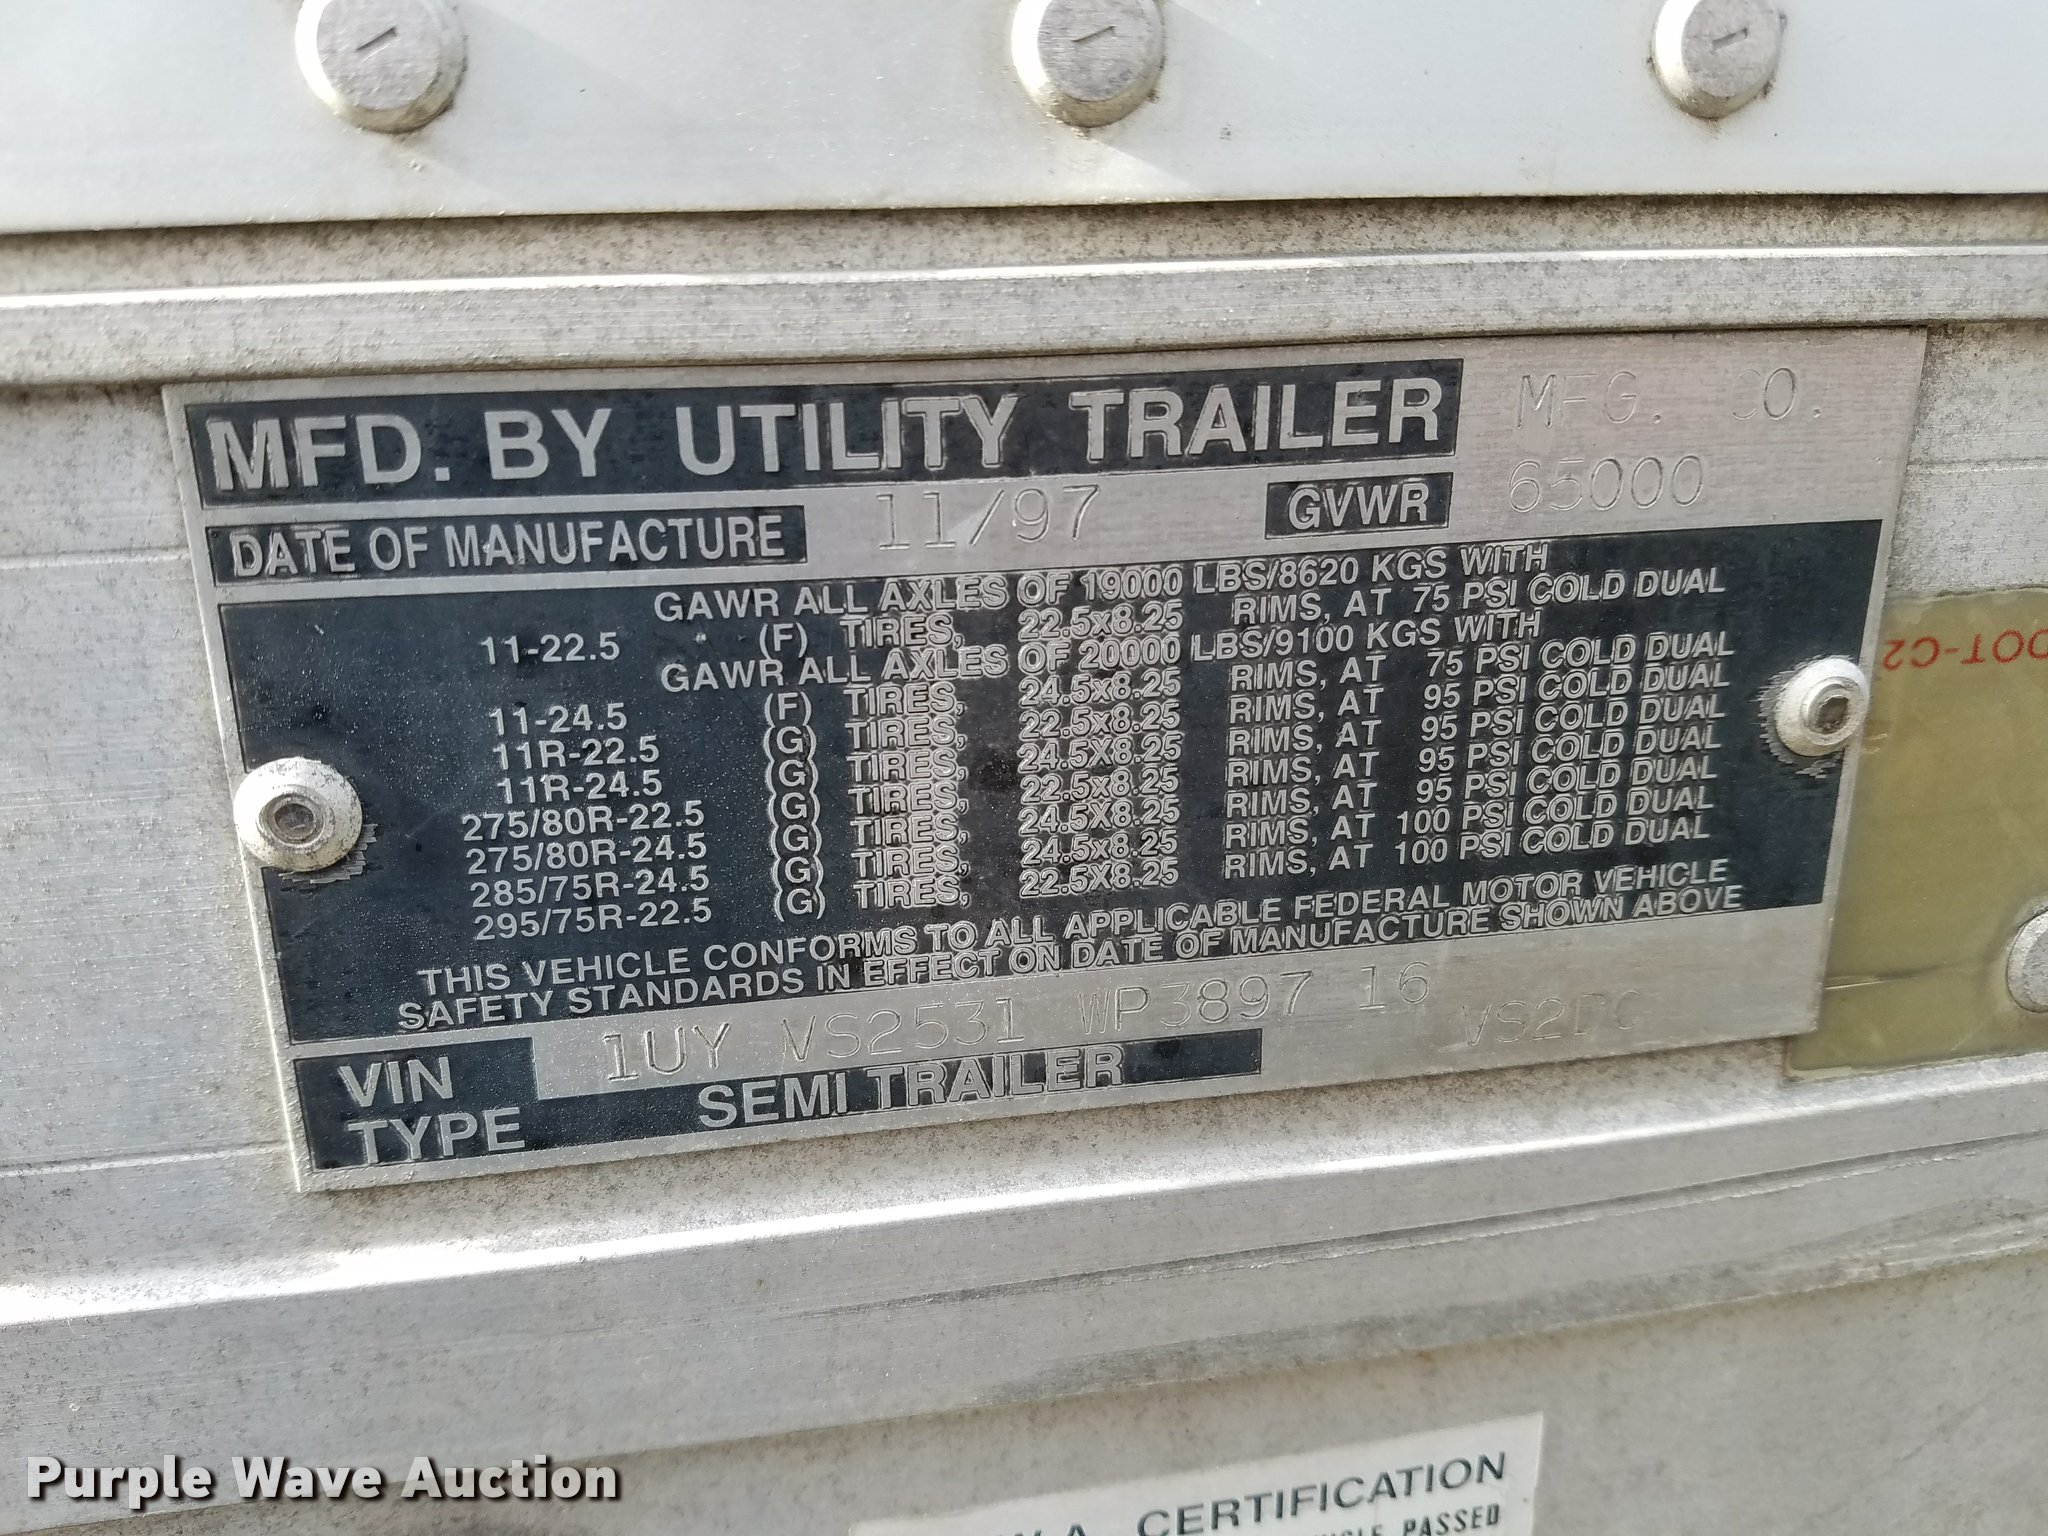 MFD. BY UTILITY TRAILER MFG. CO.
DATE OF MANUFACTURE 11/97 GVWR 65000
GAWR ALL AXLES OF 19000 LBS/8620 KGS WITH
11-22.5 " (F) TIRES, 22.5x8.25 RIMS, AT 75 PSI COLD DUAL
GAWR ALL AXLES OF 20000 LBS/9100 KGS WITH
11-24.5 (F) TIRES, 24.5x8.25 RIMS, AT 75 PSI COLD DUAL
11R-22.5 (G) TIRES, 22.5x8.25 RIMS, AT 95 PSI COLD DUAL
11R-24.5 (G) TIRES, 24.5X8.25 RIMS, AT 95 PSI COLD DUAL
275/80R-22.5 (G) TIRES, 22.5x8.25 RIMS, AT 95 PSI COLD DUAL
275/80R-24.5 (G) TIRES, 24.5X8.25 RIMS, AT 95 PSI COLD DUAL
285/75R-24.5 (G) TIRES, 24.5x8.25 RIMS, AT 100 PSI COLD DUAL
295/75R-22.5 (G) TIRES, 22.5X8.25 RIMS, AT 100 PSI COLD DUAL
THIS VEHICLE CONFORMS TO ALL APPLICABLE FEDERAL MOTOR VEHICLE
SAFETY STANDARDS IN EFFECT ON DATE OF MANUFACTURE SHOWN ABOVE
VIN 1UY VS2531 WP3897 16
VS2DC
TYPE SEMI TRAILER
DOT-C2
CERTIFICATION
PASSED
Purple Wave Auction